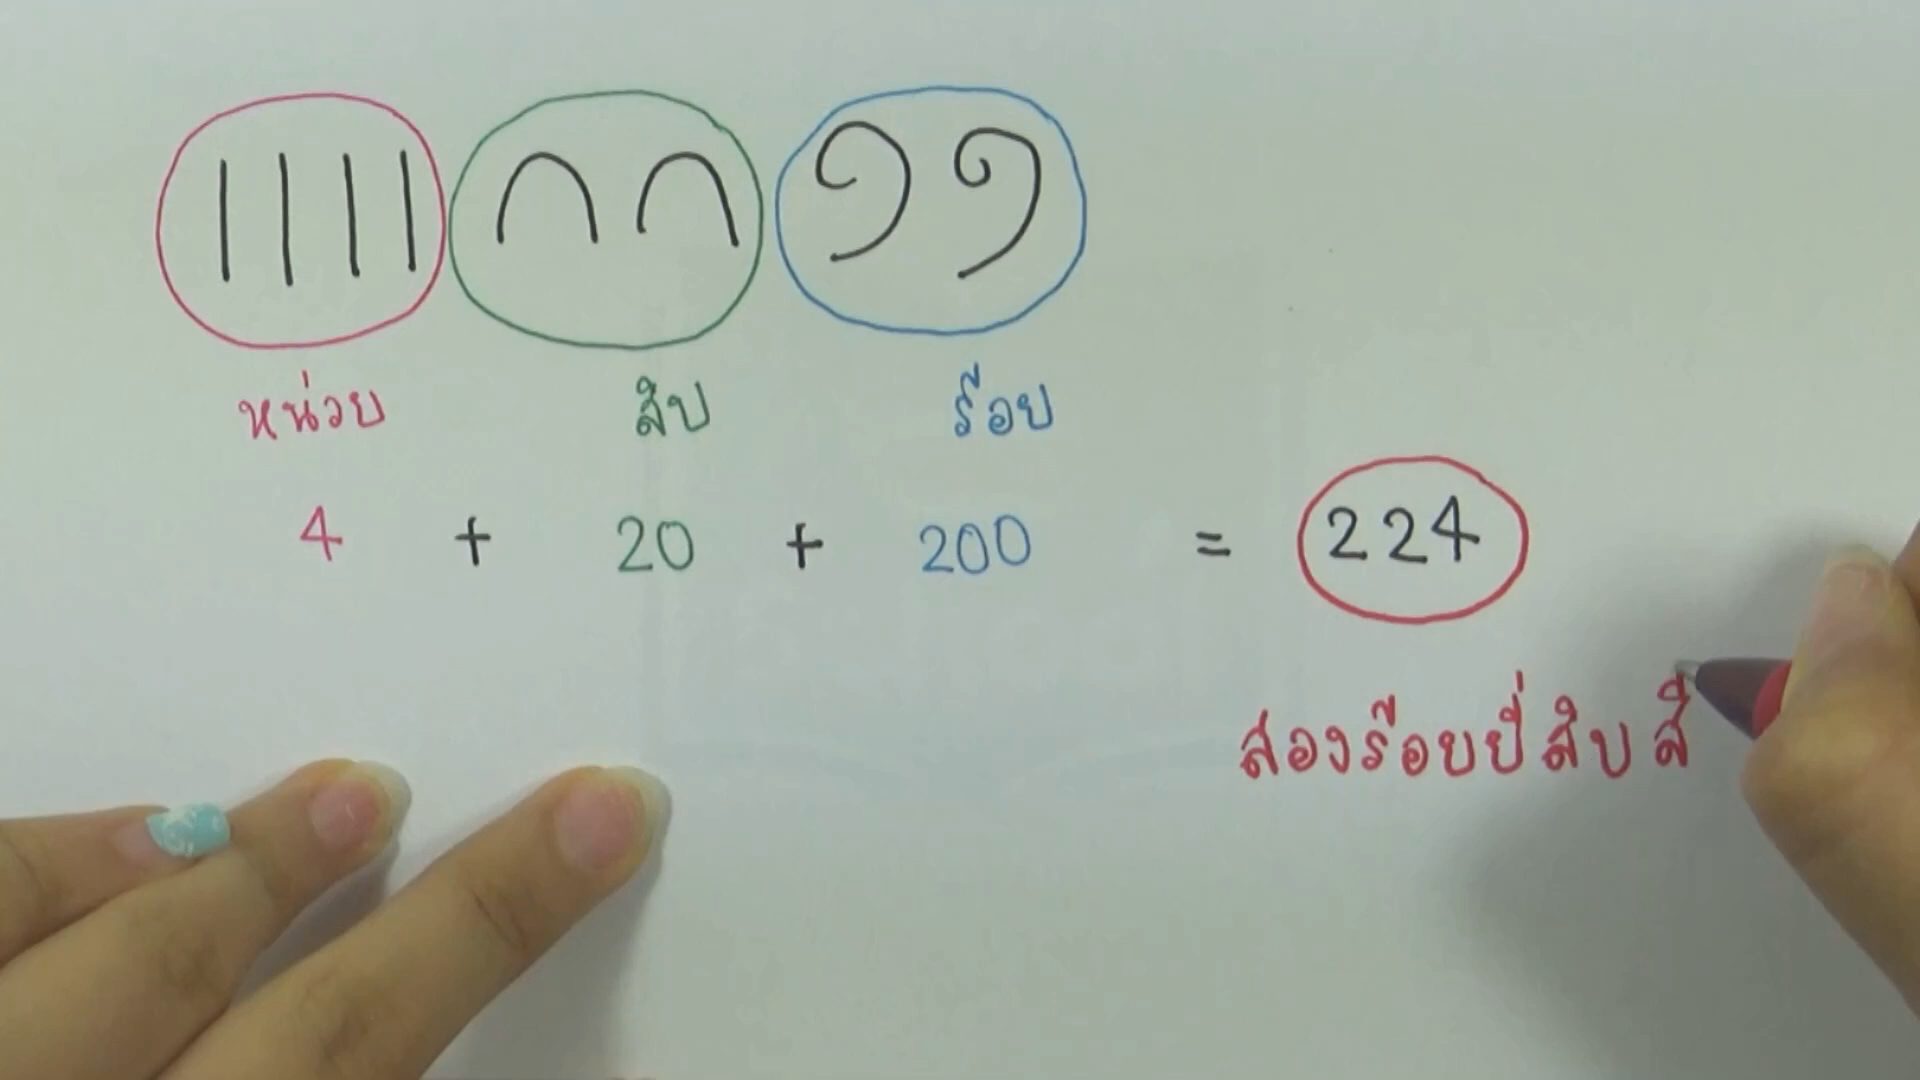 หน่วย สิบ ร้อย
4 + 20 + 200 = 224
สองร้อยยี่สิบสี